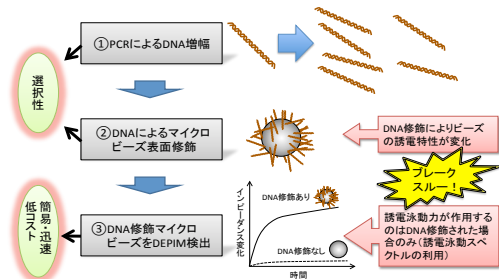 ①PCRによるDNA増幅
選択性
②DNAによるマイクロ
ビーズ表面修飾
DNA修飾によりビーズ
の誘電特性が変化
ブレーク
スルー！
簡易・迅速
低コスト
③DNA修飾マイクロ
ビーズをDEPIM検出
インピーダンス変化
DNA修飾あり
DNA修飾なし
時間
誘電泳動力が作用する
のはDNA修飾された場
合のみ（誘電泳動スペ
クトルの利用）